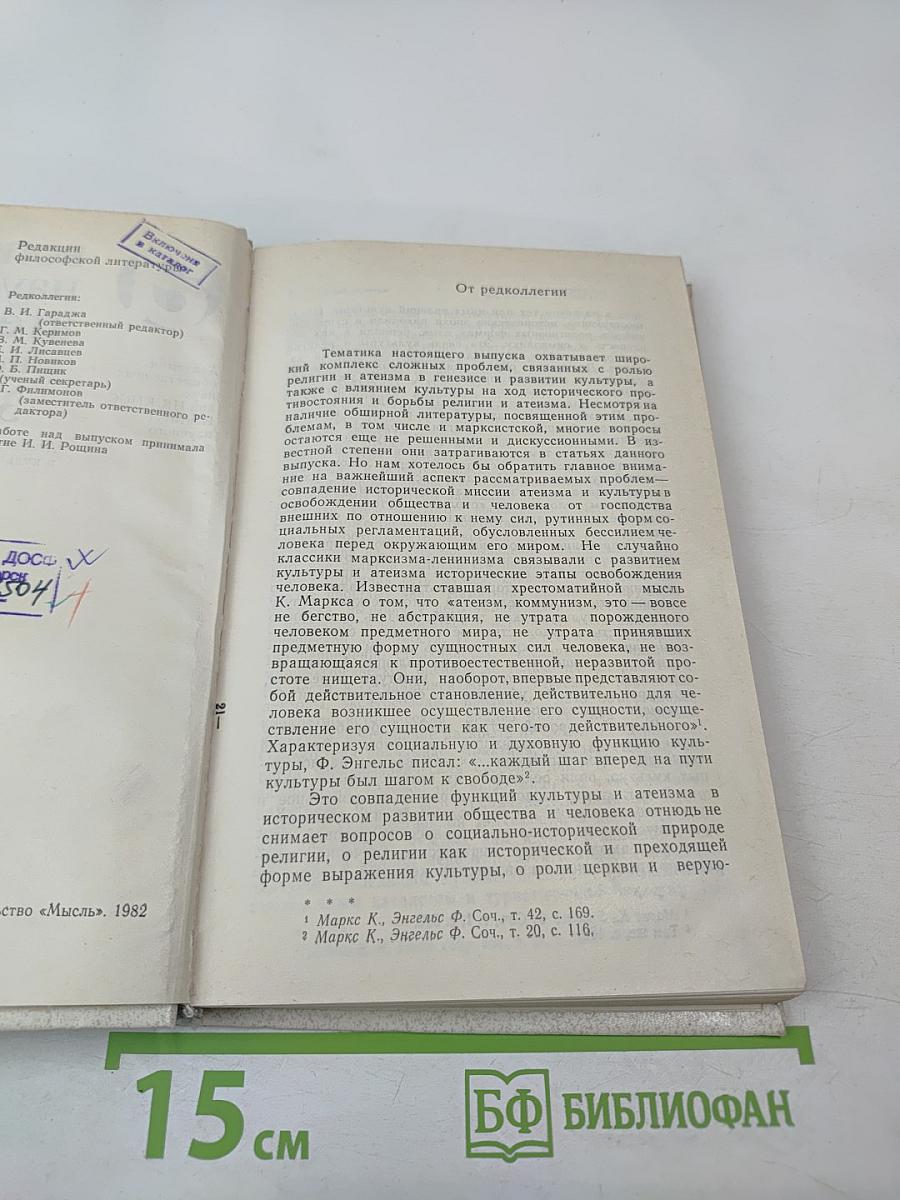 Редакции
философской литературы
Включена
в каталог
Редколлегия:
В. И. Гараджа
(ответственный редактор)
Г. М. Керимов
В. М. Кувенева
И. Лисавцев
П. Новиков
Б. Пищик
(ученый секретарь)
Г. Филимонов
(заместитель ответственного ре-
дактора)
работе над выпуском принимала
И. И. Рощина
ДОСА
504
ство «Мысль». 1982
21—
От редколлегии
Тематика настоящего выпуска охватывает широ-
кий комплекс сложных проблем, связанных с ролью
религии и атеизма в генезисе и развитии культуры, а
также с влиянием культуры на ход исторического про-
тивостояния и борьбы религии и атеизма. Несмотря на
наличие обширной литературы, посвященной этим про-
блемам, в том числе и марксистской, многие вопросы
остаются еще не решенными и дискуссионными. В из-
вестной степени они затрагиваются в статьях данного
выпуска. Но нам хотелось бы обратить главное внима-
ние на важнейший аспект рассматриваемых проблем—
совпадение исторической миссии атеизма и культуры в
освобождении общества и человека от господства
внешних по отношению к нему сил, рутинных форм со-
циальных регламентаций, обусловленных бессилием че-
ловека перед окружающим его миром. Не случайно
классики марксизма-ленинизма связывали с развитием
культуры и атеизма исторические этапы освобождения
человека. Известна ставшая хрестоматийной мысль
К. Маркса о том, что «атеизм, коммунизм, это — вовсе
не бегство, не абстракция, не утрата порожденного
человеком предметного мира, не утрата принявших
предметную форму сущностных сил человека, не воз-
вращающаяся к противоестественной, неразвитой про-
стоте нищета. Они, наоборот, впервые представляют со-
бой действительное становление, действительно для че-
ловека возникшее осуществление его сущности, осуще-
ствление его сущности как чего-то действительного»¹.
Характеризуя социальную и духовную функцию куль-
туры, Ф. Энгельс писал: «...каждый шаг вперед на пути
культуры был шагом к свободе»².
Это совпадение функций культуры и атеизма в
историческом развитии общества и человека отнюдь не
снимает вопросов о социально-исторической природе
религии, о религии как исторической и преходящей
форме выражения культуры, о роли церкви и верую-
* * *
¹ Маркс К., Энгельс Ф. Соч., т. 42, с. 169.
² Маркс К., Энгельс Ф. Соч., т. 20, с. 116.
15 см
БФ БИБЛИОФАН